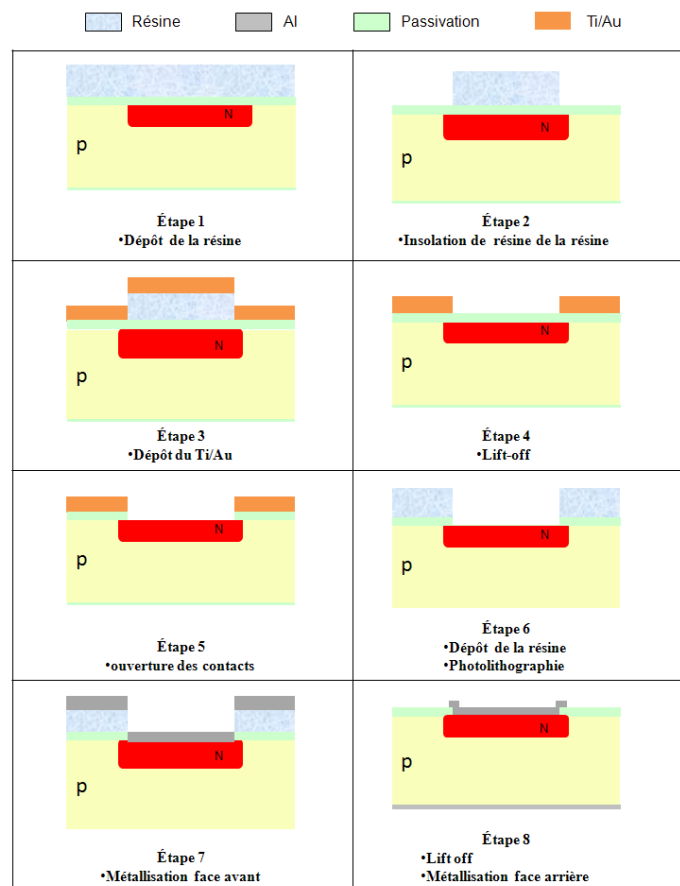 Résine Al Passivation Ti/Au
N
p
Étape 1
•Dépôt de la résine
N
p
Étape 2
•Insolation de résine de la résine
N
p
Étape 3
•Dépôt du Ti/Au
N
p
Étape 4
•Lift-off
N
p
Étape 5
•ouverture des contacts
N
p
Étape 6
•Dépôt de la résine
•Photolithographie
N
p
Étape 7
•Métallisation face avant
N
p
Étape 8
•Lift off
•Métallisation face arrière